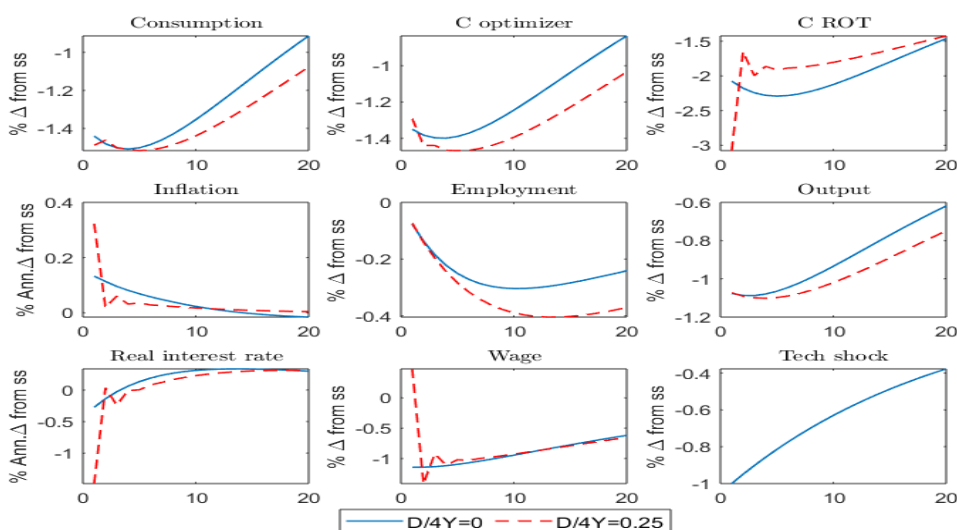 Consumption
C optimizer
C ROT
% Δ from ss
-1
-1.2
-1.4
0
10
20
% Δ from ss
-1
-1.2
-1.4
0
10
20
% Δ from ss
-1.5
-2
-2.5
-3
0
10
20
Inflation
Employment
Output
% Ann.Δ from ss
0.4
0.2
0
0
10
20
% Δ from ss
0
-0.2
-0.4
0
10
20
% Δ from ss
-0.6
-0.8
-1
-1.2
0
10
20
Real interest rate
Wage
Tech shock
% Ann.Δ from ss
0
-0.5
-1
0
10
20
% Δ from ss
0
-0.5
-1
0
10
20
% Δ from ss
-0.4
-0.6
-0.8
-1
0
10
20
D/4Y=0
D/4Y=0.25